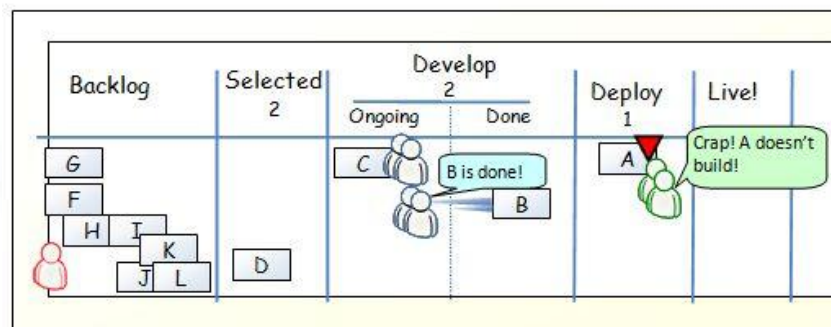 Backlog
Selected
2
Develop
2
Ongoing
Done
Deploy
1
Live!
G
F
H
I
K
J
L
D
C
B is done!
B
A
Crap! A doesn't
build!